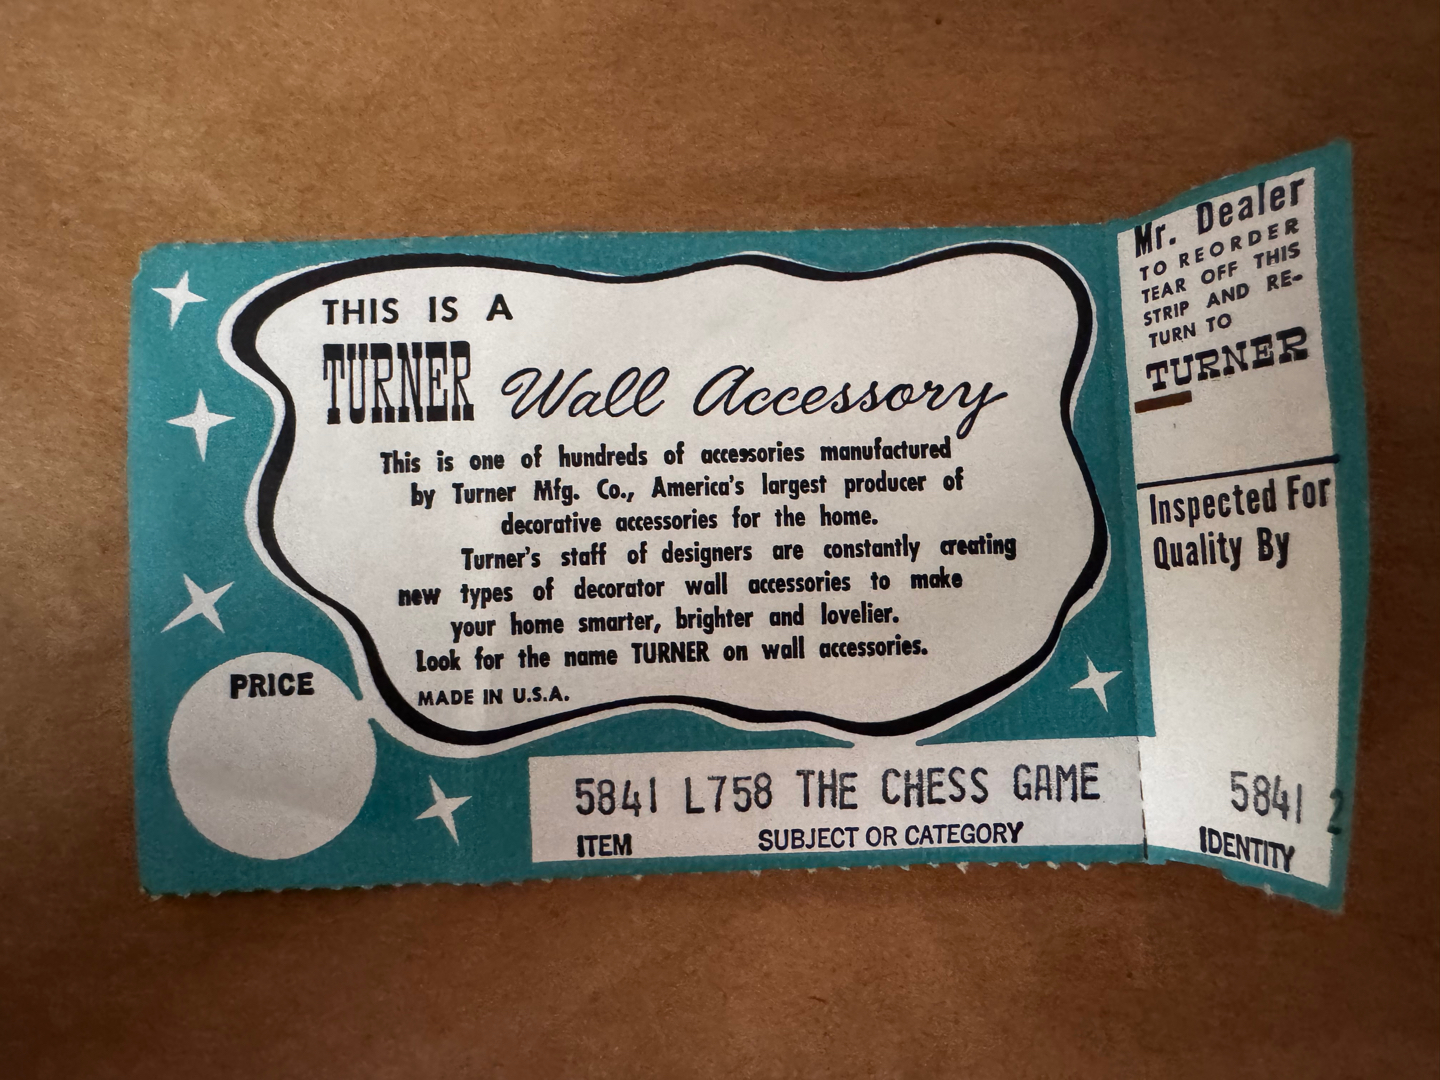 THIS IS A
TURNER Wall Accessory
This is one of hundreds of accessories manufactured
by Turner Mfg. Co., America's largest producer of
decorative accessories for the home.
Turner's staff of designers are constantly creating
new types of decorator wall accessories to make
your home smarter, brighter and lovelier.
Look for the name TURNER on wall accessories.
MADE IN U.S.A.
PRICE
5841 L758 THE CHESS GAME
ITEM SUBJECT OR CATEGORY
Mr. Dealer
TO REORDER
TEAR OFF THIS
STRIP AND RE-
TURN TO
TURNER
Inspected For
Quality By
5841 2
IDENTITY